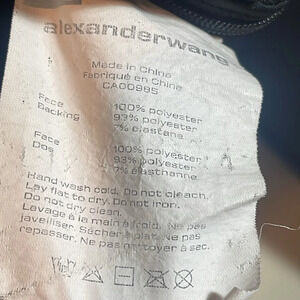 alexanderwang
Made in China
Fabriqué en Chine
CA00985
Face 100% polyester
Backing 93% polyester
7% elastane
Face 100% polyester
Dos 93% polyester
7% élasthanne
Hand wash cold. Do not bleach.
Lay flat to dry. Do not iron.
Do not dry clean.
Lavage à la main à froid. Ne pas
javelliser. Sécher à plat. Ne pas
repasser. Ne pas nettoyer à sec.